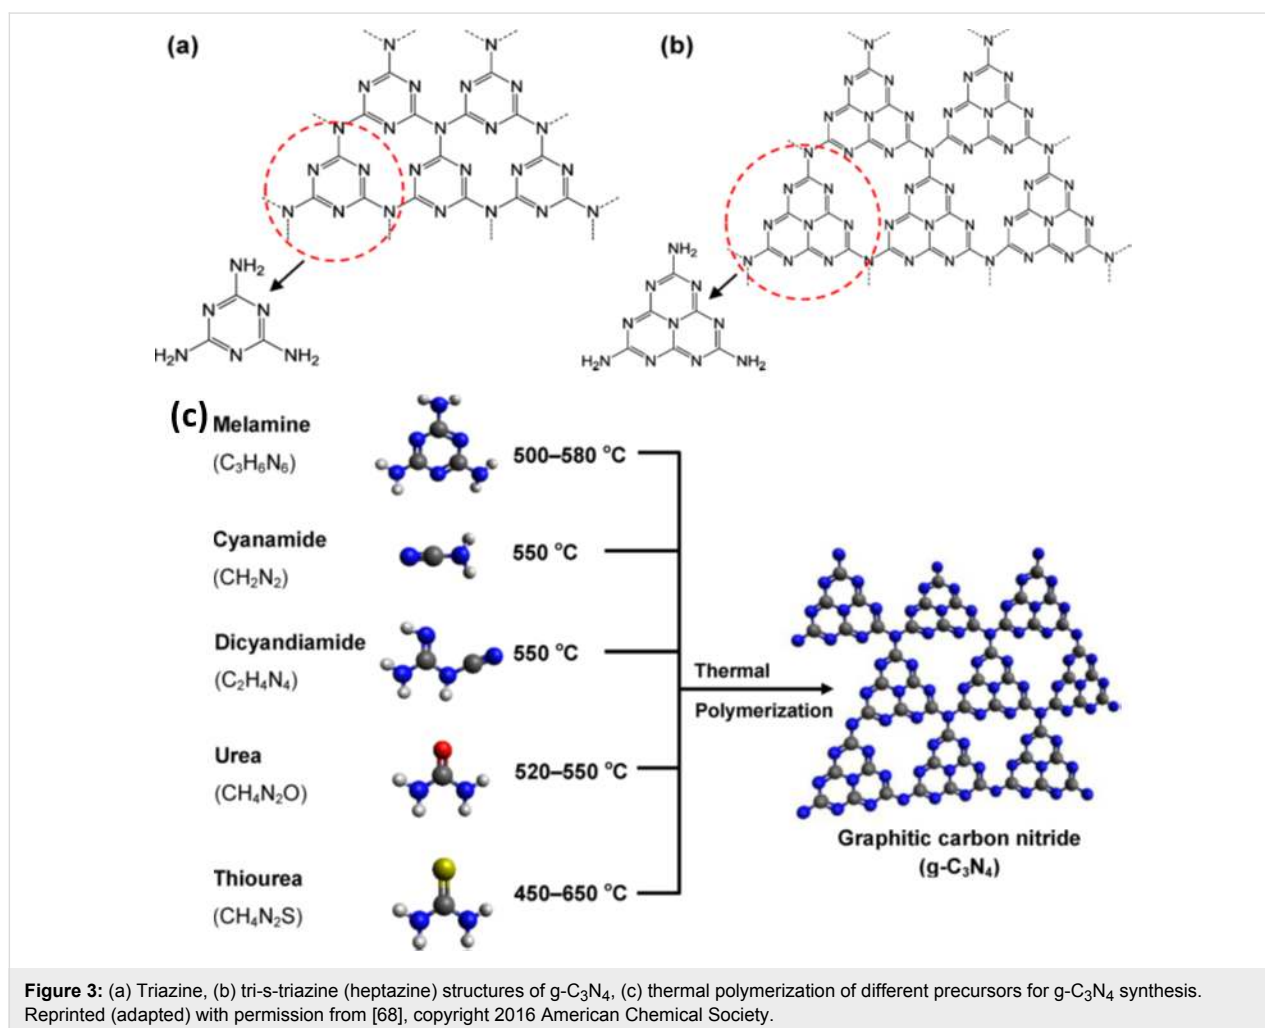 (a)
N N
N N N N
N N N N N
N N N N N N
N N N N N N N
NH₂
N N
H₂N N NH₂
(b)
N N
N N N N
N N N N N N
N N N N N N N
N N N N N N
N N N N N N N N N
N N N N N N N N N N
NH₂
N N
N N N
H₂N N N NH₂
(c) Melamine
(C₃H₆N₆)
500–580 °C
Cyanamide
(CH₂N₂)
550 °C
Dicyandiamide
(C₂H₄N₄)
550 °C
Urea
(CH₄N₂O)
520–550 °C
Thiourea
(CH₄N₂S)
450–650 °C
Thermal
Polymerization
Graphitic carbon nitride
(g-C₃N₄)
Figure 3: (a) Triazine, (b) tri-s-triazine (heptazine) structures of g-C₃N₄, (c) thermal polymerization of different precursors for g-C₃N₄ synthesis.
Reprinted (adapted) with permission from [68], copyright 2016 American Chemical Society.